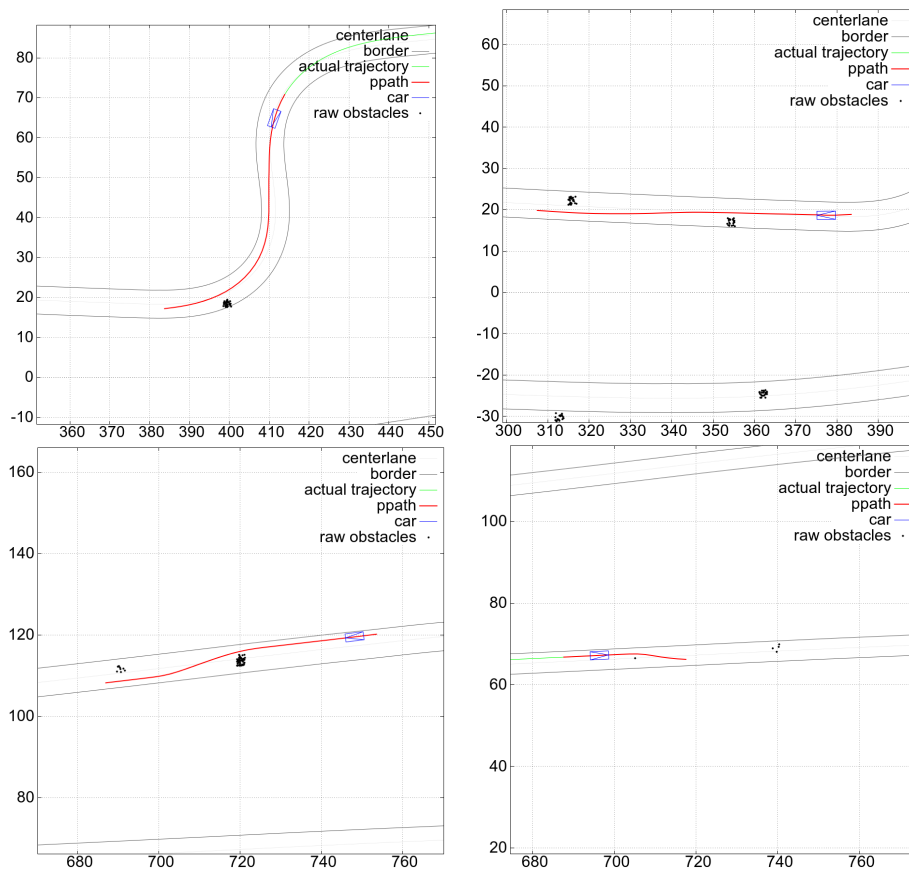 centerlane
border
actual trajectory
ppath
car
raw obstacles
80
70
60
50
40
30
20
10
0
-10
360 370 380 390 400 410 420 430 440 450
centerlane
border
actual trajectory
ppath
car
raw obstacles
60
50
40
30
20
10
0
-10
-20
-30
300 310 320 330 340 350 360 370 380 390
centerlane
border
actual trajectory
ppath
car
raw obstacles
160
140
120
100
80
680 700 720 740 760
centerlane
border
actual trajectory
ppath
car
raw obstacles
100
80
60
40
20
680 700 720 740 760